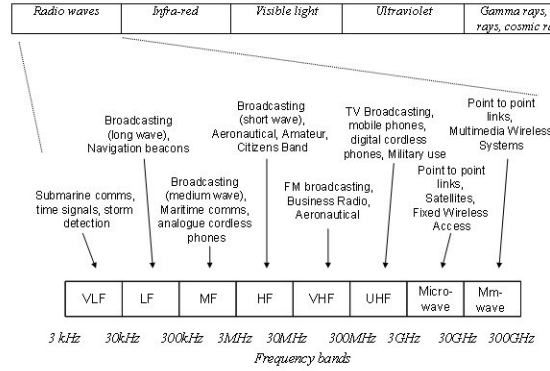 Radio waves
Infra-red
Visible light
Ultraviolet
Gamma rays,
rays, cosmic ra
Broadcasting
(long wave),
Navigation beacons
Broadcasting
(short wave),
Aeronautical, Amateur,
Citizens Band
TV Broadcasting,
mobile phones,
digital cordless
phones, Military use
Point to point
links,
Multimedia Wireless
Systems
Submarine comms,
time signals, storm
detection
Broadcasting
(medium wave),
Maritime comms,
analogue cordless
phones
FM broadcasting,
Business Radio,
Aeronautical
Point to point
links,
Satellites,
Fixed Wireless
Access
VLF
LF
MF
HF
VHF
UHF
Micro-
wave
Mm-
wave
3 kHz
30kHz
300kHz
3MHz
30MHz
300MHz
3GHz
30GHz
300GHz
Frequency bands